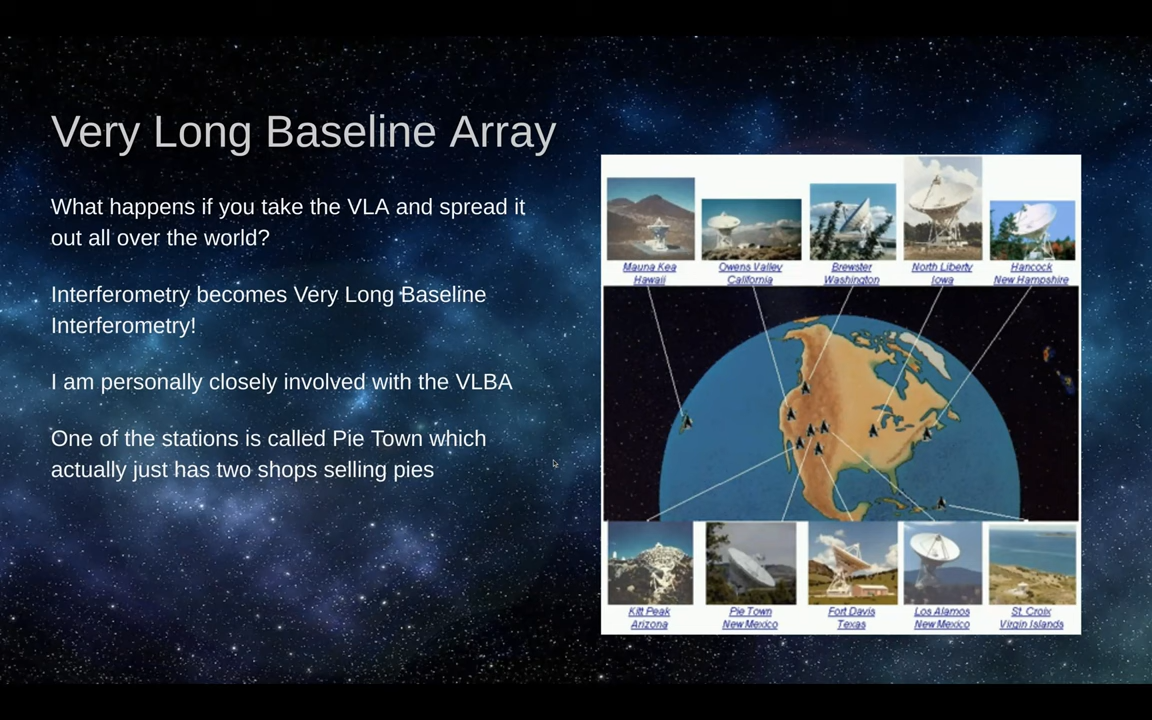 Very Long Baseline Array
What happens if you take the VLA and spread it
out all over the world?
Interferometry becomes Very Long Baseline
Interferometry!
I am personally closely involved with the VLBA
One of the stations is called Pie Town which
actually just has two shops selling pies
Mauna Kea
Hawaii
Owens Valley
California
Brewster
Washington
North Liberty
Iowa
Hancock
New Hampshire
Kitt Peak
Arizona
Pie Town
New Mexico
Fort Davis
Texas
Los Alamos
New Mexico
St. Croix
Virgin Islands